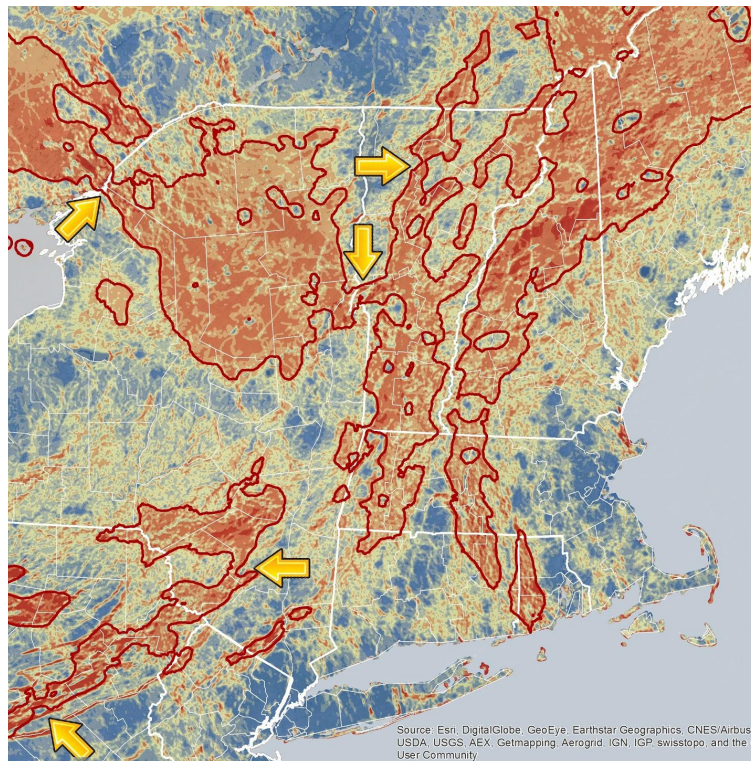 Source: Esri, DigitalGlobe, GeoEye, Earthstar Geographics, CNES/Airbus
USDA, USGS, AEX, Getmapping, Aerogrid, IGN, IGP, swisstopo, and the
User Community